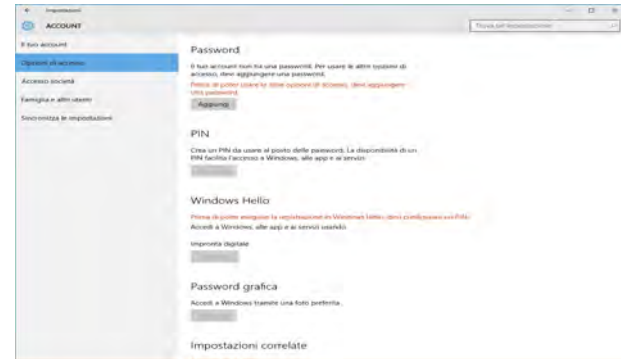 Impostazioni
ACCOUNT
Trova un'impostazione
Il tuo account
Opzioni di accesso
Accesso società
Famiglia e altri utenti
Sincronizza le impostazioni
Password
Il tuo account non ha una password. Per usare le altre opzioni di
accesso, devi aggiungere una password.
Prima di poter usare le altre opzioni di accesso, devi aggiungere
una password.
Aggiungi
PIN
Crea un PIN da usare al posto delle password. La disponibilità di un
PIN facilita l'accesso a Windows, alle app e ai servizi.
Windows Hello
Prima di poter eseguire la registrazione in Windows Hello, devi configurare un PIN.
Accedi a Windows, alle app e ai servizi usando
Impronta digitale
Password grafica
Accedi a Windows tramite una foto preferita.
Impostazioni correlate